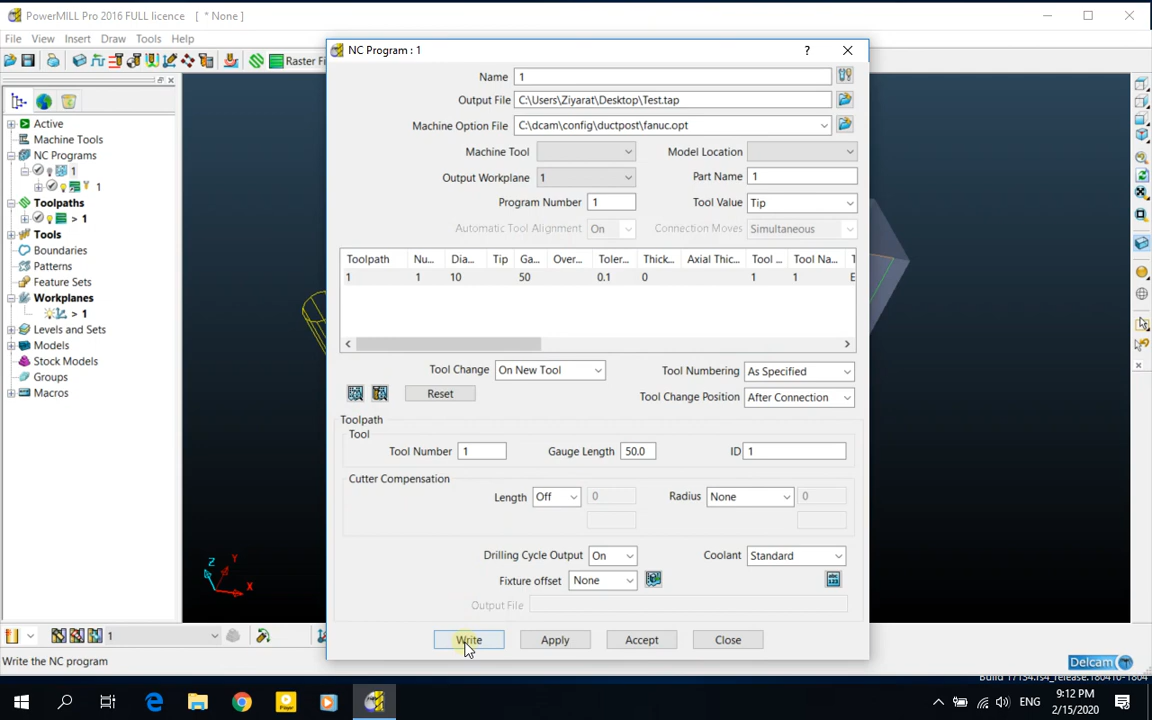 PowerMILL Pro 2016 FULL licence    [ * None ]
File View Insert Draw Tools Help
Raster Fi
Active
Machine Tools
NC Programs
1
1
Toolpaths
> 1
Tools
Boundaries
Patterns
Feature Sets
Workplanes
> 1
Levels and Sets
Models
Stock Models
Groups
Macros
NC Program : 1
?
Name 1
Output File C:\Users\Ziyarat\Desktop\Test.tap
Machine Option File C:\dcam\config\ductpost\fanuc.opt
Machine Tool Model Location
Output Workplane 1 Part Name 1
Program Number 1 Tool Value Tip
Automatic Tool Alignment On Connection Moves Simultaneous
Toolpath Nu... Dia... Tip Ga... Over... Toler... Thick... Axial Thic... Tool ... Tool Na... T
1 1 10 50 0.1 0 1 1 E
Tool Change On New Tool Tool Numbering As Specified
Reset Tool Change Position After Connection
Toolpath
Tool
Tool Number 1 Gauge Length 50.0 ID 1
Cutter Compensation
Length Off 0 Radius None 0
Drilling Cycle Output On Coolant Standard
Fixture offset None
Output File
Write Apply Accept Close
Z Y X
1
Write the NC program
Delcam
Build 17134.rs4_release.180410-1804
ENG
9:12 PM
2/15/2020